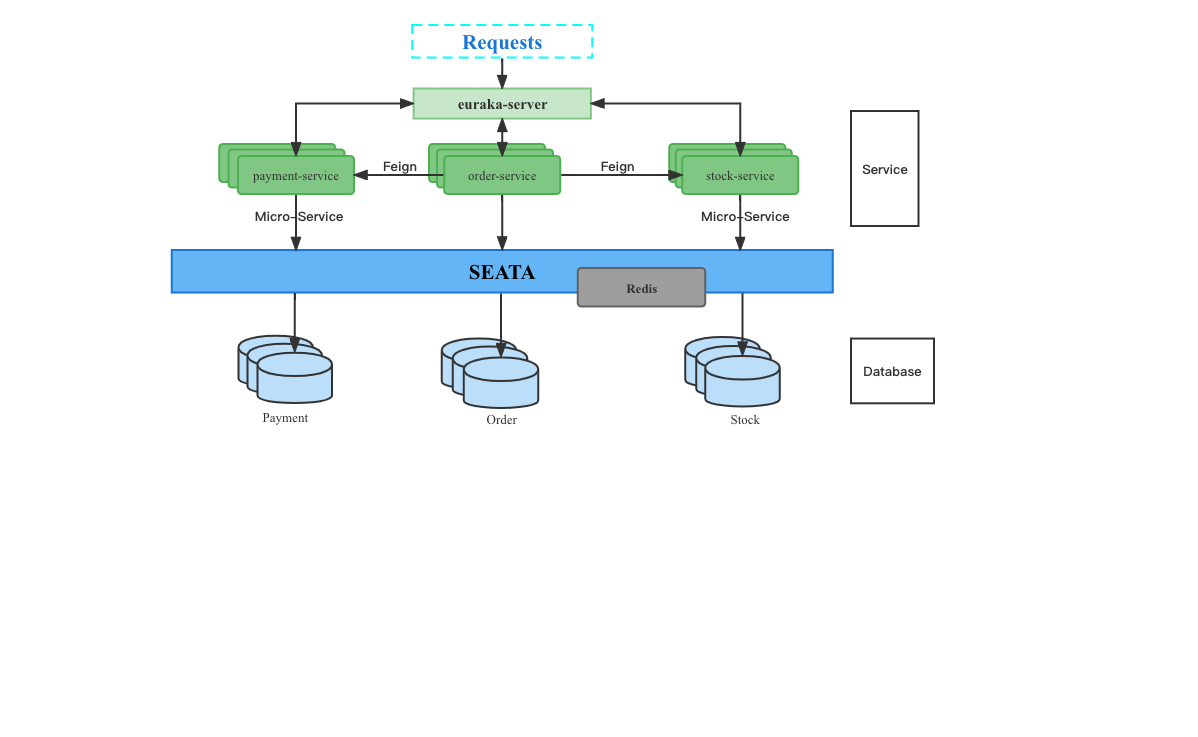 Requests
euraka-server
Feign
Feign
payment-service
order-service
stock-service
Service
Micro-Service
Micro-Service
SEATA
Redis
Database
Payment
Order
Stock